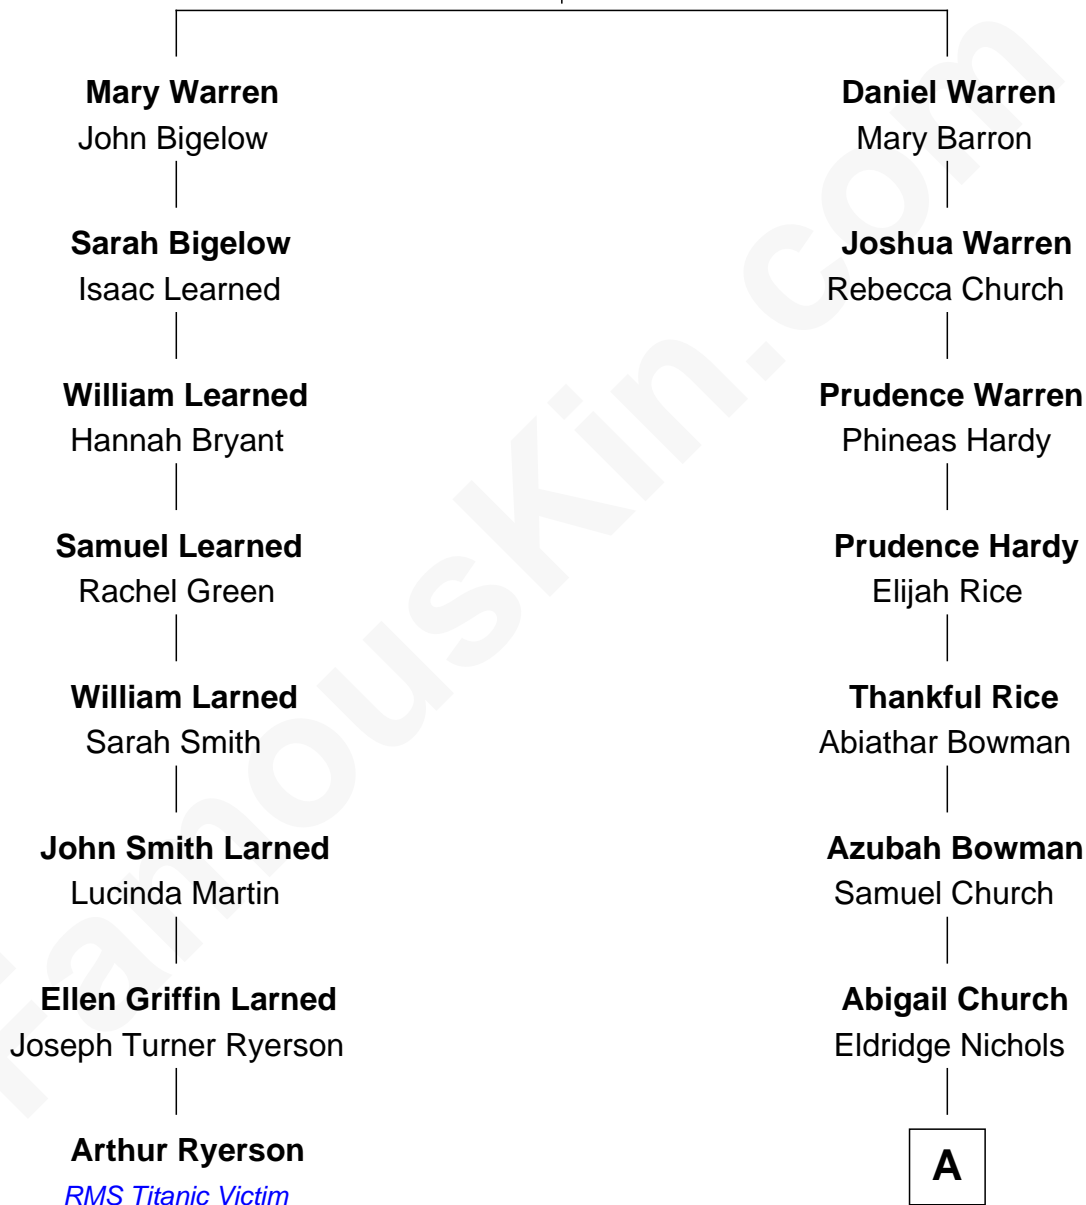 Mary Warren
John Bigelow
Daniel Warren
Mary Barron
Sarah Bigelow
Isaac Learned
Joshua Warren
Rebecca Church
William Learned
Hannah Bryant
Prudence Warren
Phineas Hardy
Samuel Learned
Rachel Green
Prudence Hardy
Elijah Rice
William Larned
Sarah Smith
Thankful Rice
Abiathar Bowman
John Smith Larned
Lucinda Martin
Azubah Bowman
Samuel Church
Ellen Griffin Larned
Joseph Turner Ryerson
Abigail Church
Eldridge Nichols
Arthur Ryerson
RMS Titanic Victim
A
FamousKin.com